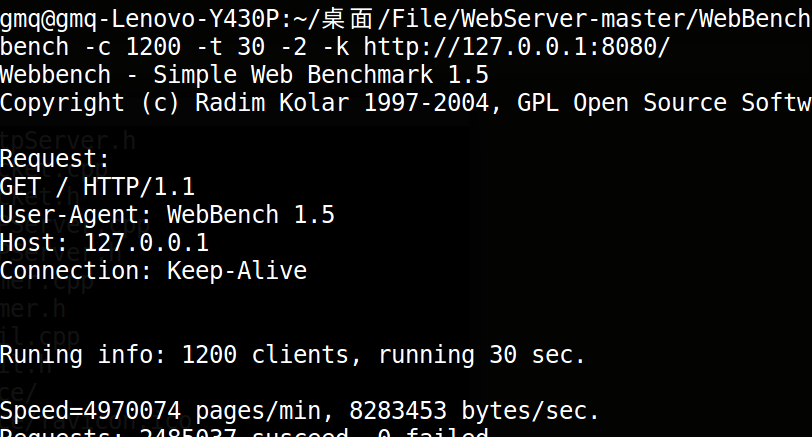 gmq@gmq-Lenovo-Y430P:~/桌面/File/WebServer-master/WebBench
bench -c 1200 -t 30 -2 -k http://127.0.0.1:8080/
Webbench - Simple Web Benchmark 1.5
Copyright (c) Radim Kolar 1997-2004, GPL Open Source Softw
Request:
GET / HTTP/1.1
User-Agent: WebBench 1.5
Host: 127.0.0.1
Connection: Keep-Alive
Runing info: 1200 clients, running 30 sec.
Speed=4970074 pages/min, 8283453 bytes/sec.
Requests: 2485037 susceed, 0 failed